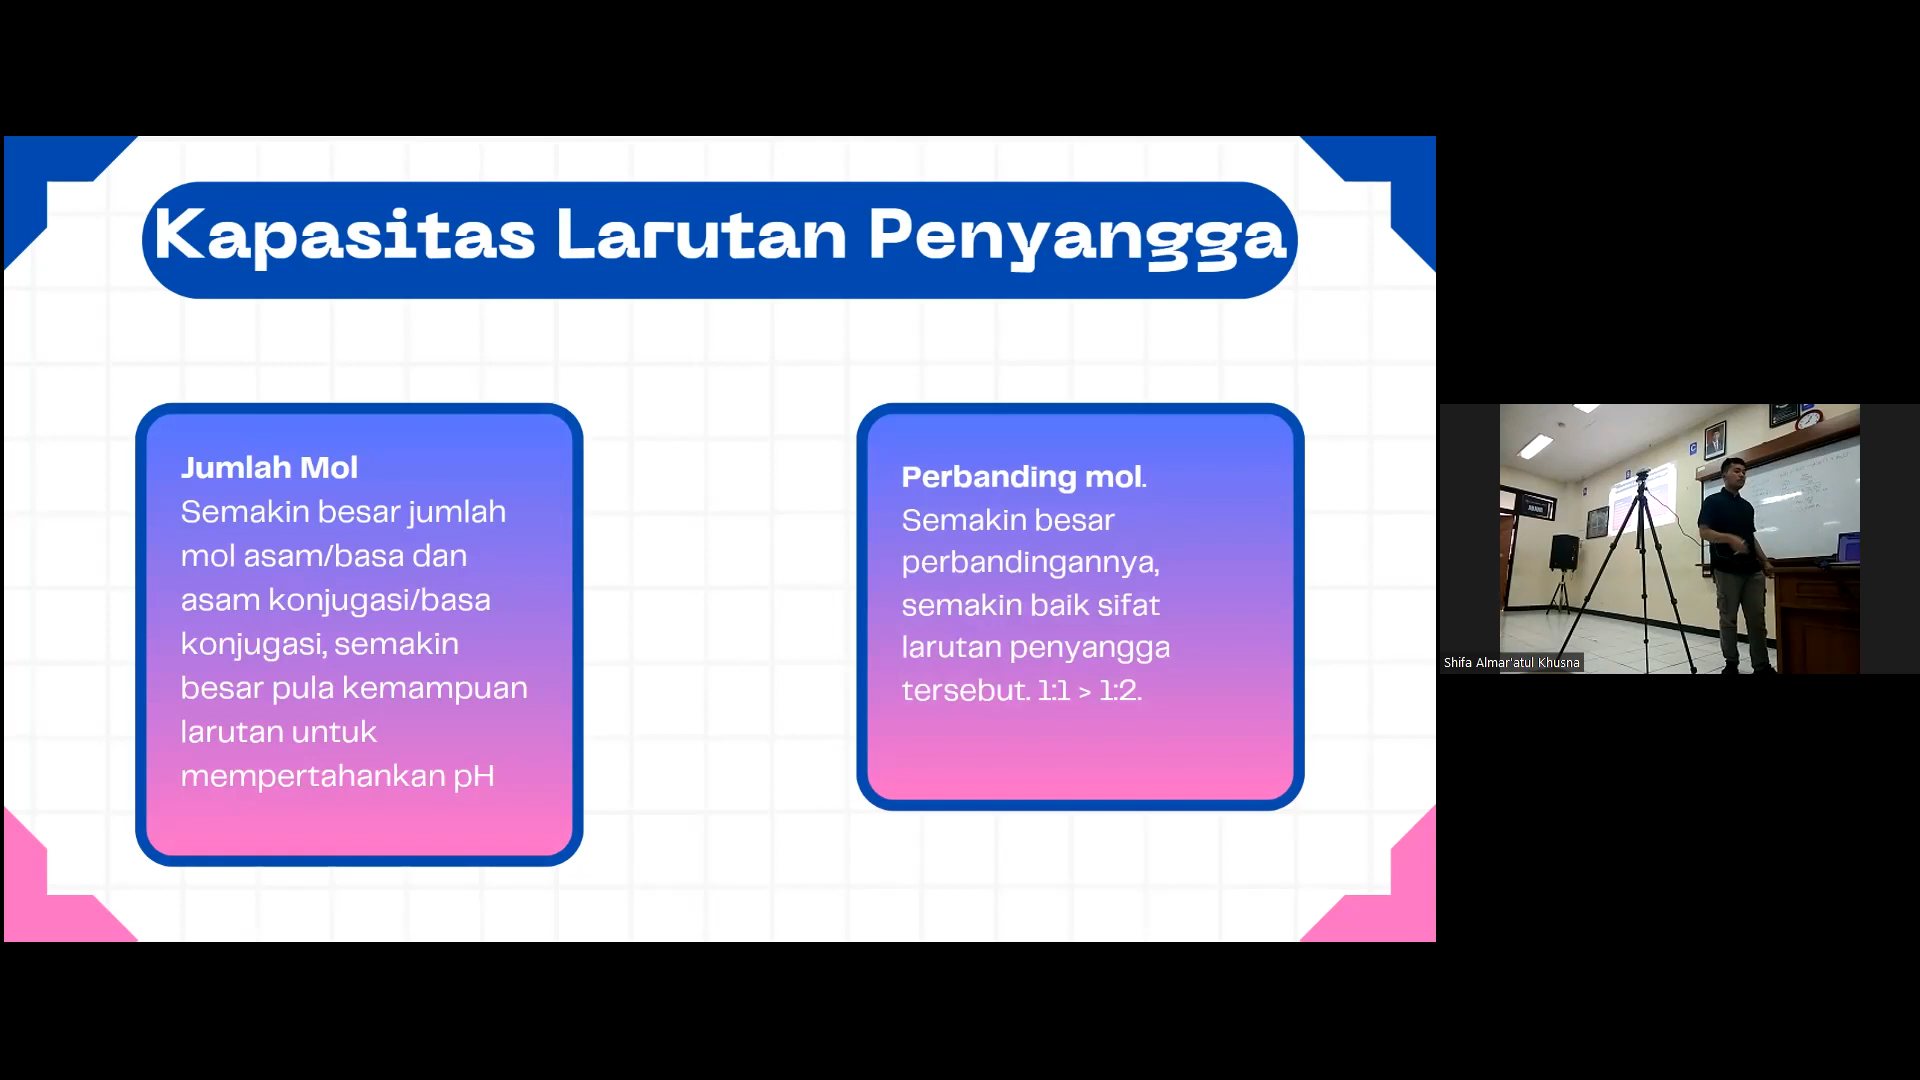 Kapasitas Larutan Penyangga
Jumlah Mol
Semakin besar jumlah
mol asam/basa dan
asam konjugasi/basa
konjugasi, semakin
besar pula kemampuan
larutan untuk
mempertahankan pH
Perbanding mol.
Semakin besar
perbandingannya,
semakin baik sifat
larutan penyangga
tersebut. 1:1 > 1:2.
Shifa Almar'atul Khusna